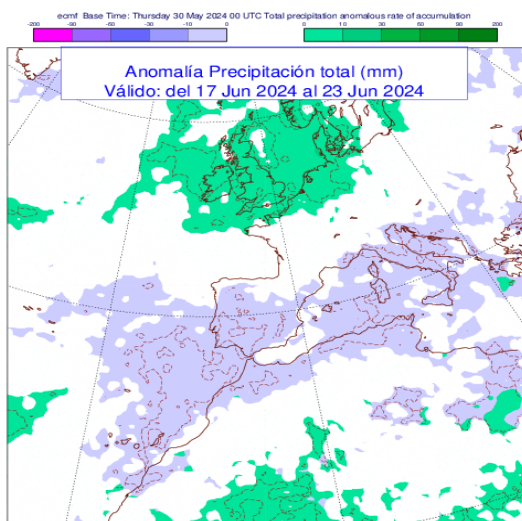 ecmf Base Time: Thursday 30 May 2024 00 UTC Total precipitation anomalous rate of accumulation
-200 -90 -60 -30 -10 0 0 10 30 60 90 200
Anomalía Precipitación total (mm)
Válido: del 17 Jun 2024 al 23 Jun 2024